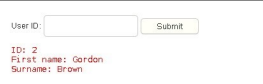 User ID: Submit
ID: 2
First name: Gordon
Surname: Brown